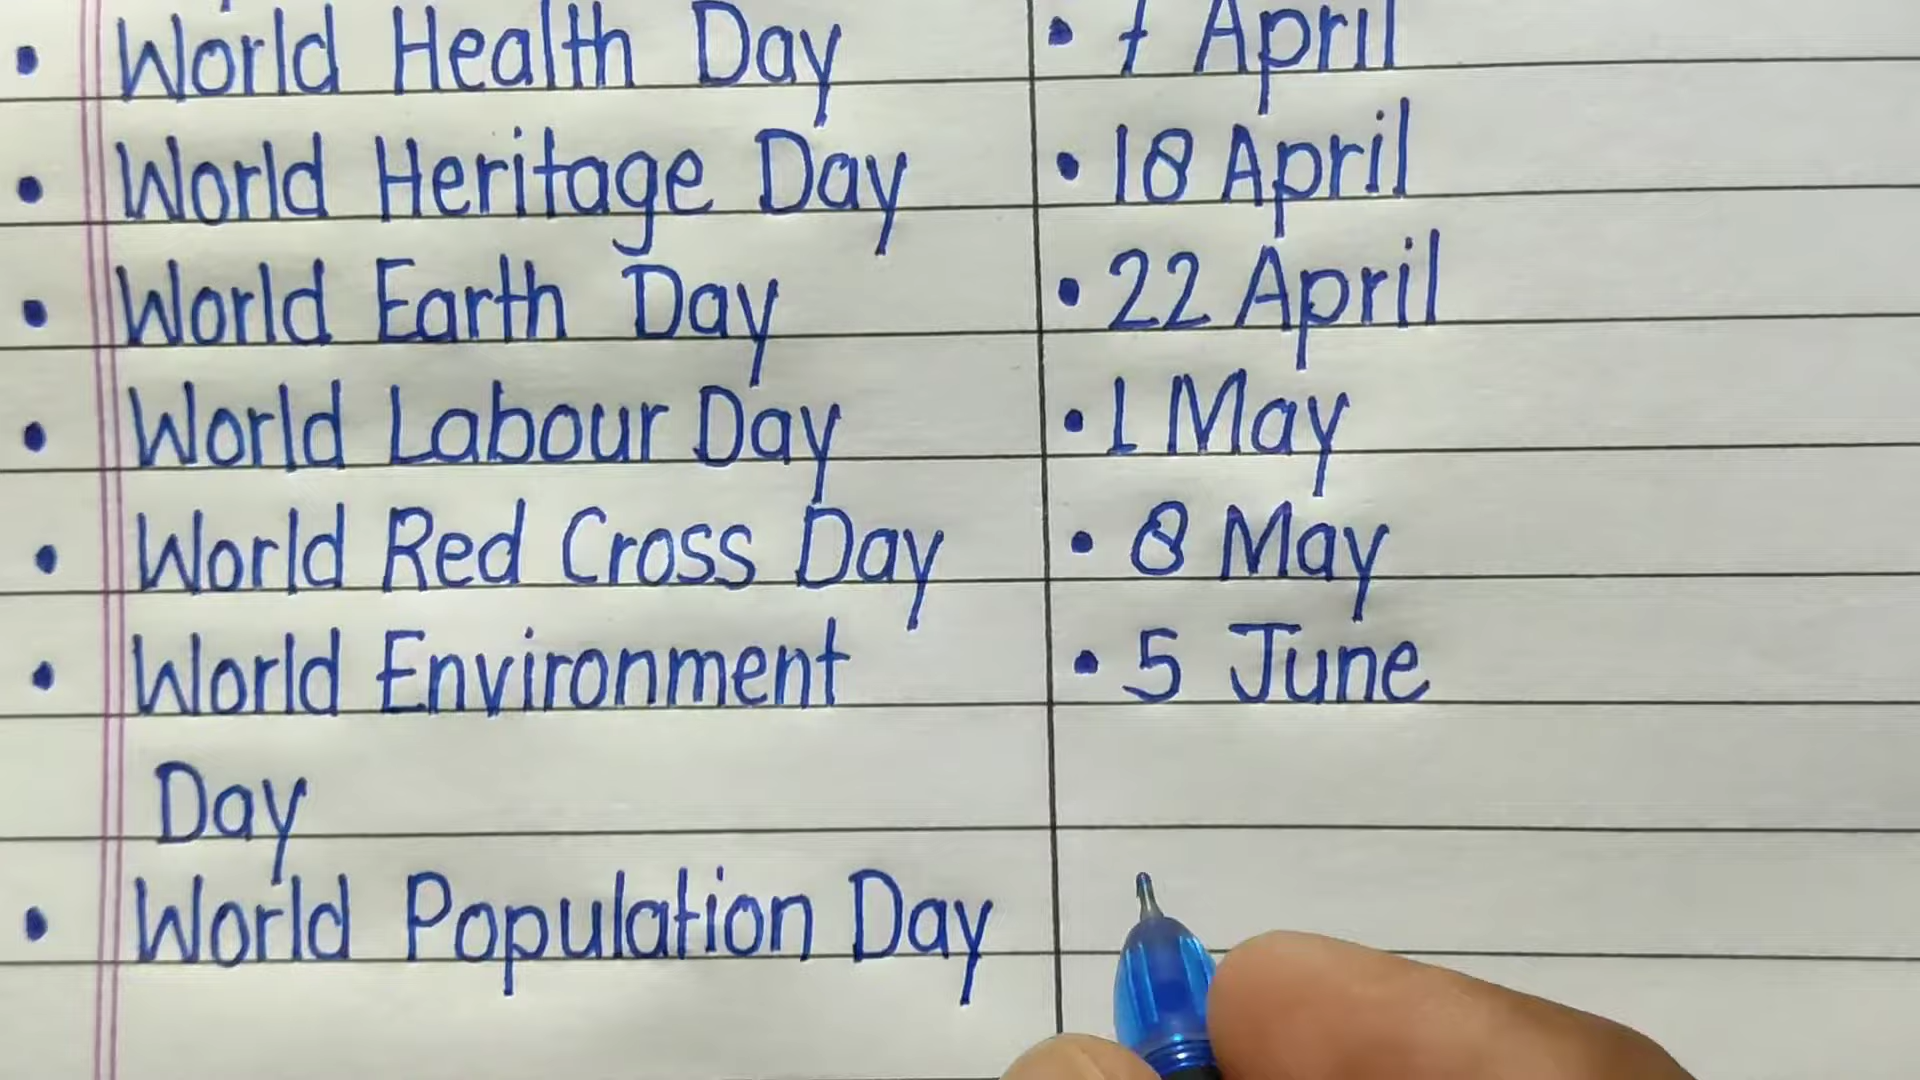 • World Health Day • 7 April
• World Heritage Day • 18 April
• World Earth Day • 22 April
• World Labour Day • 1 May
• World Red Cross Day • 8 May
• World Environment • 5 June
Day
• World Population Day